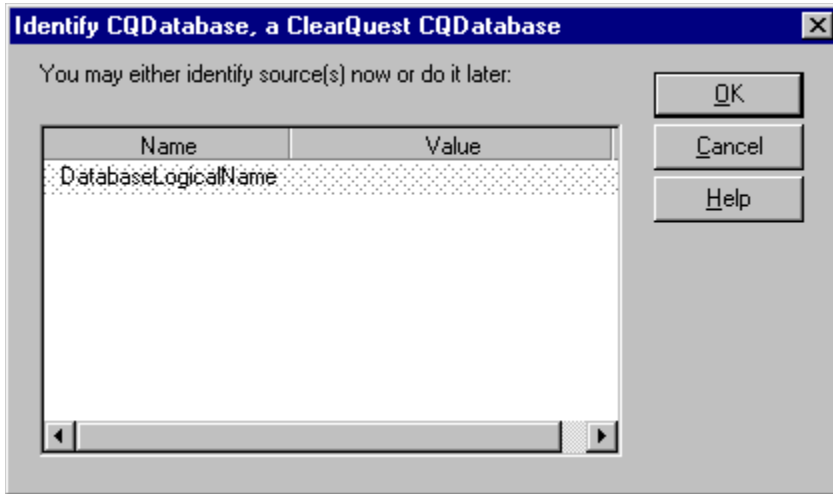 Identify CQDatabase, a ClearQuest CQDatabase
You may either identify source(s) now or do it later:
OK
Name Value
Cancel
DatabaseLogicalName
Help